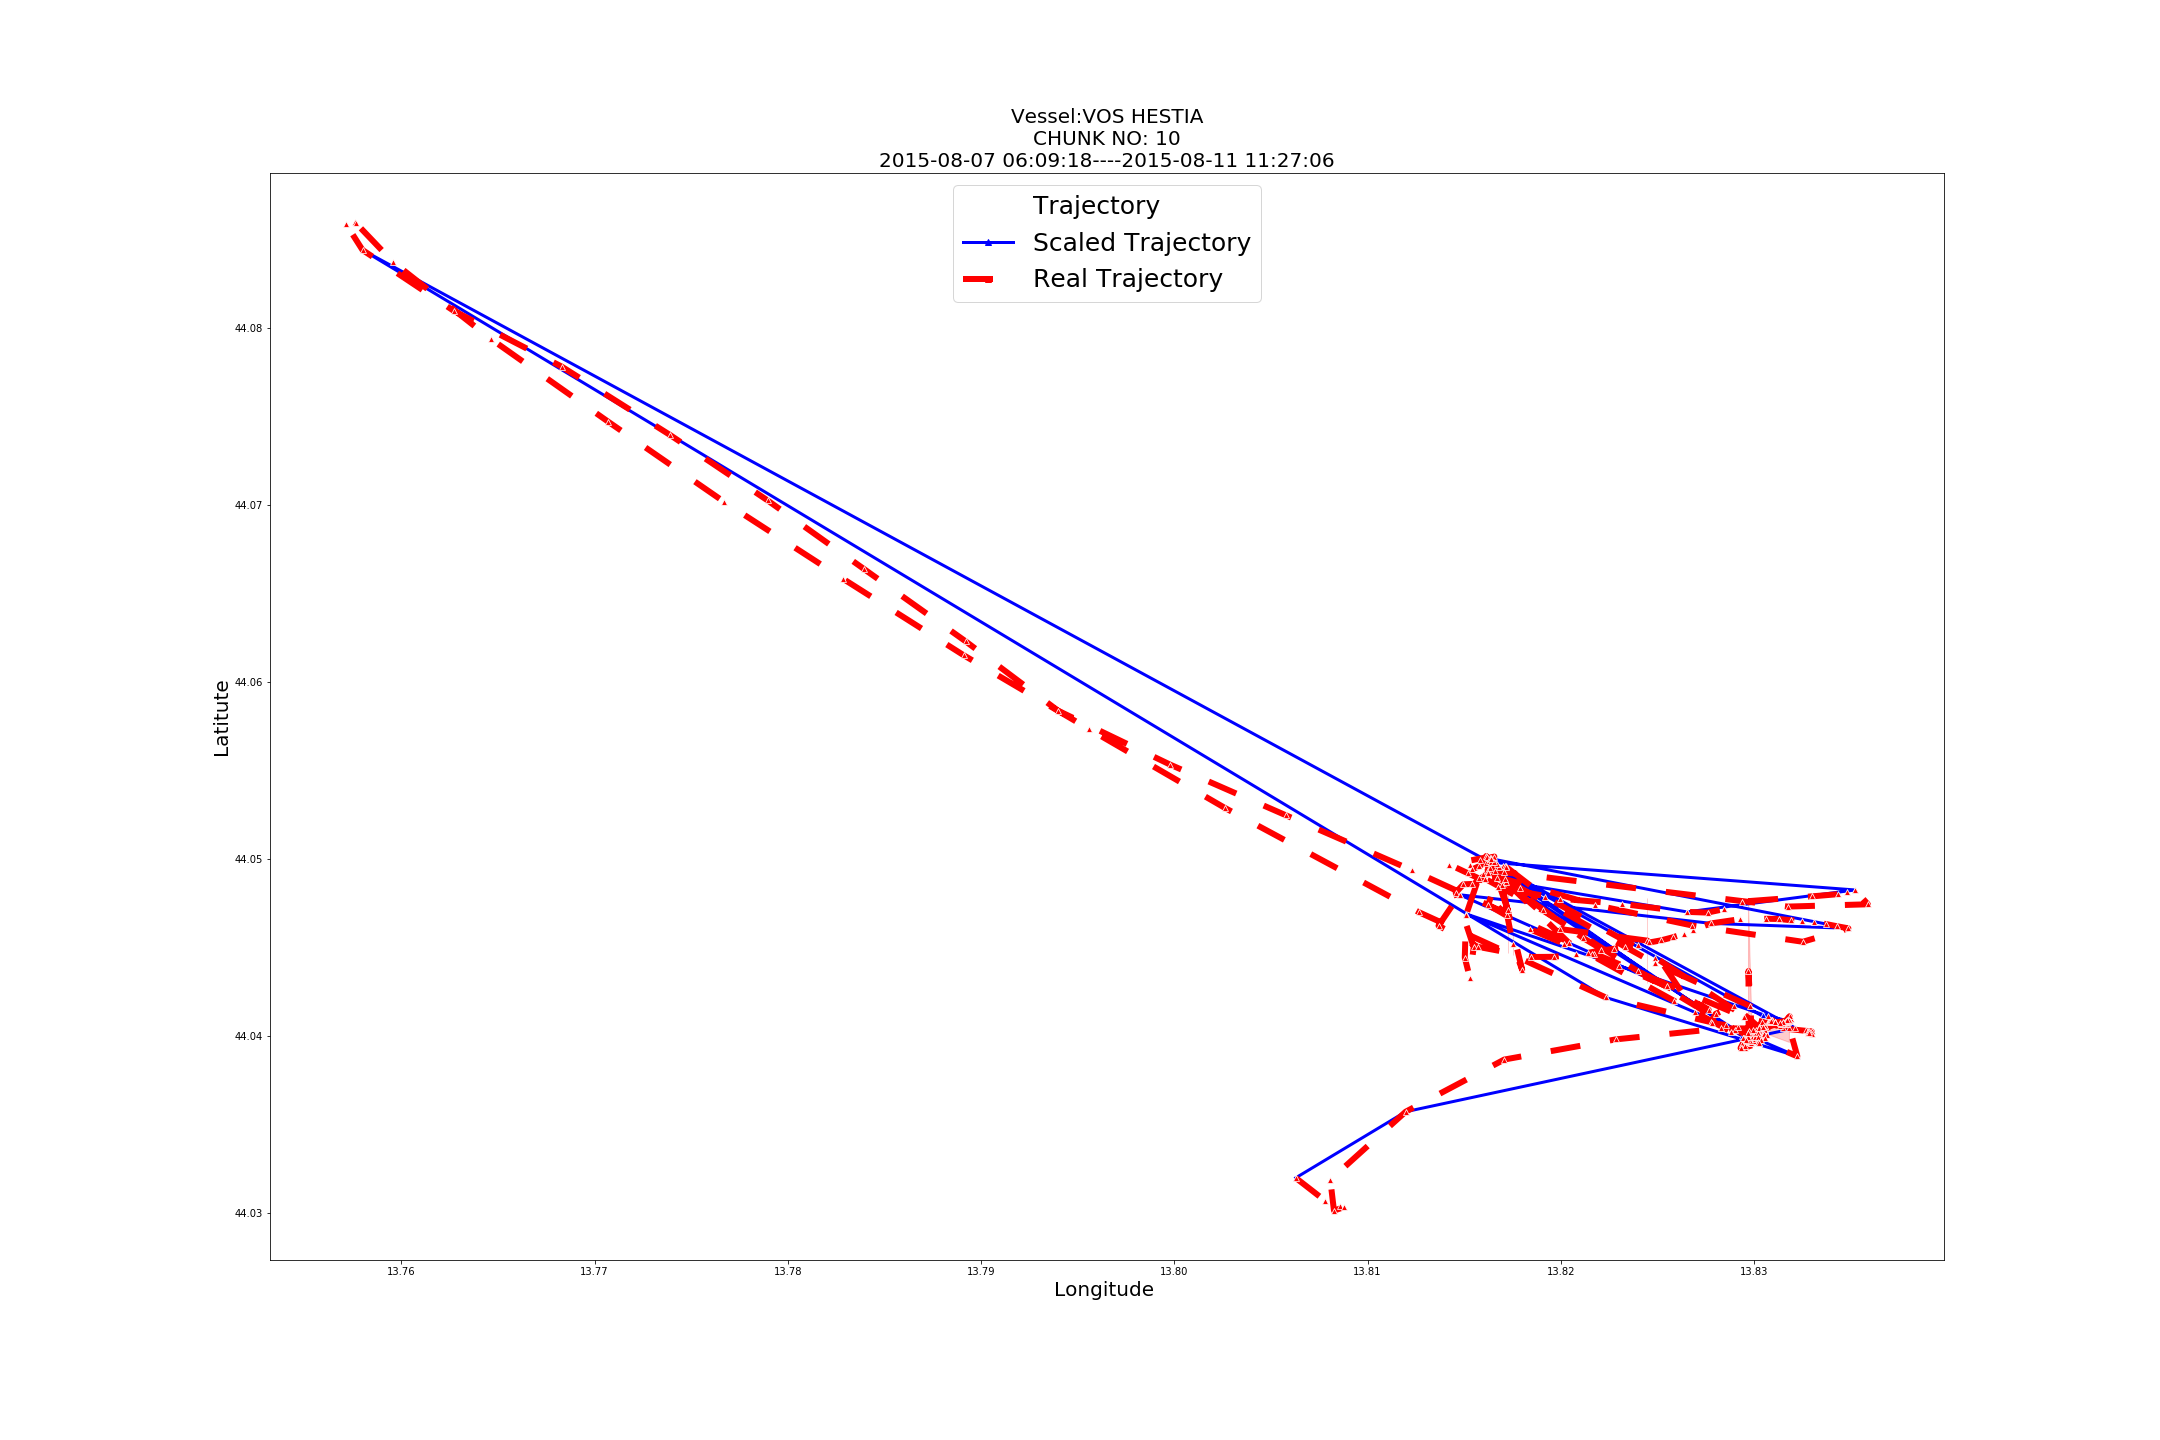 Vessel:VOS HESTIA
CHUNK NO: 10
2015-08-07 06:09:18----2015-08-11 11:27:06
Trajectory
Scaled Trajectory
Real Trajectory
44.08
44.07
44.06
44.05
44.04
44.03
Latitute
13.76 13.77 13.78 13.79 13.80 13.81 13.82 13.83
Longitude